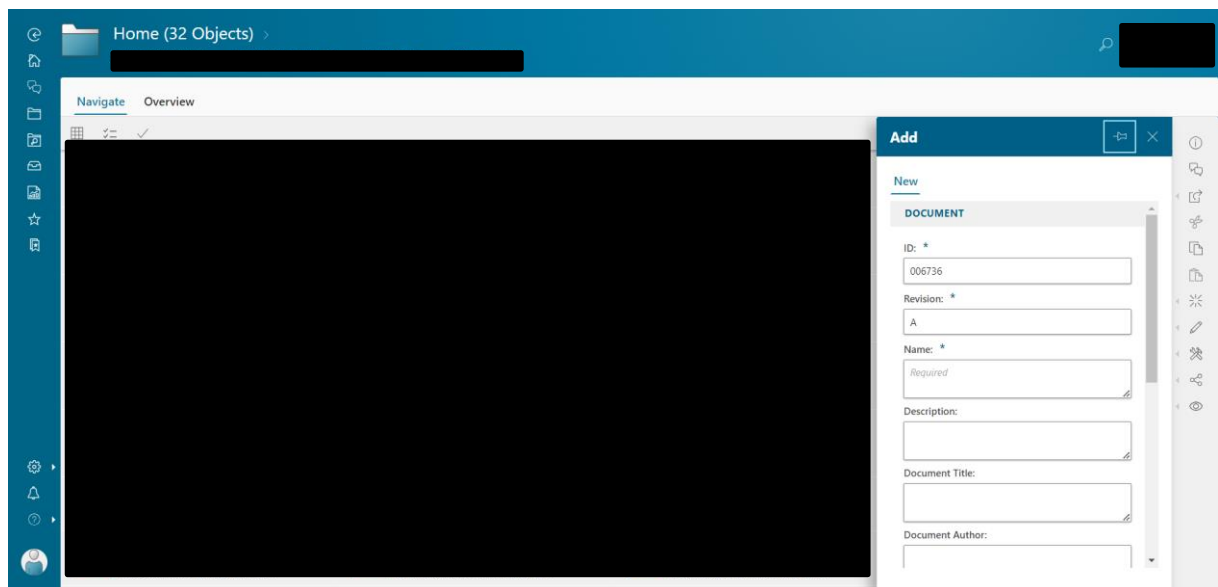 Home (32 Objects)
Navigate Overview
Add
New
DOCUMENT
ID: *
006736
Revision: *
A
Name: *
Required
Description:
Document Title:
Document Author: